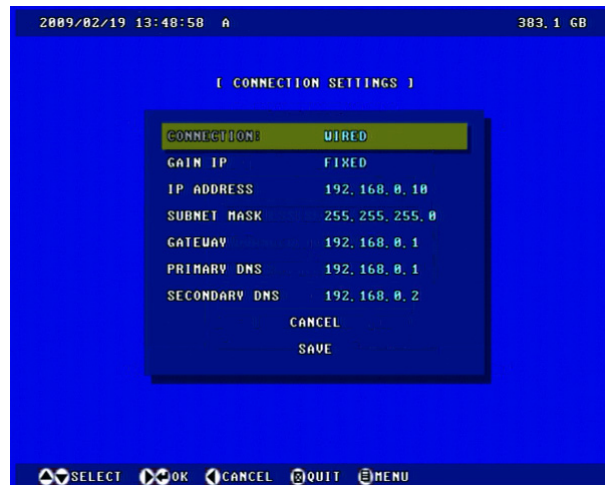 2009/02/19 13:48:58 A 383.1 GB
[ CONNECTION SETTINGS ]
CONNECTION: WIRED
GAIN IP FIXED
IP ADDRESS 192.168.0.10
SUBNET MASK 255.255.255.0
GATEWAY 192.168.0.1
PRIMARY DNS 192.168.0.1
SECONDARY DNS 192.168.0.2
CANCEL
SAVE
SELECT OK CANCEL QUIT MENU